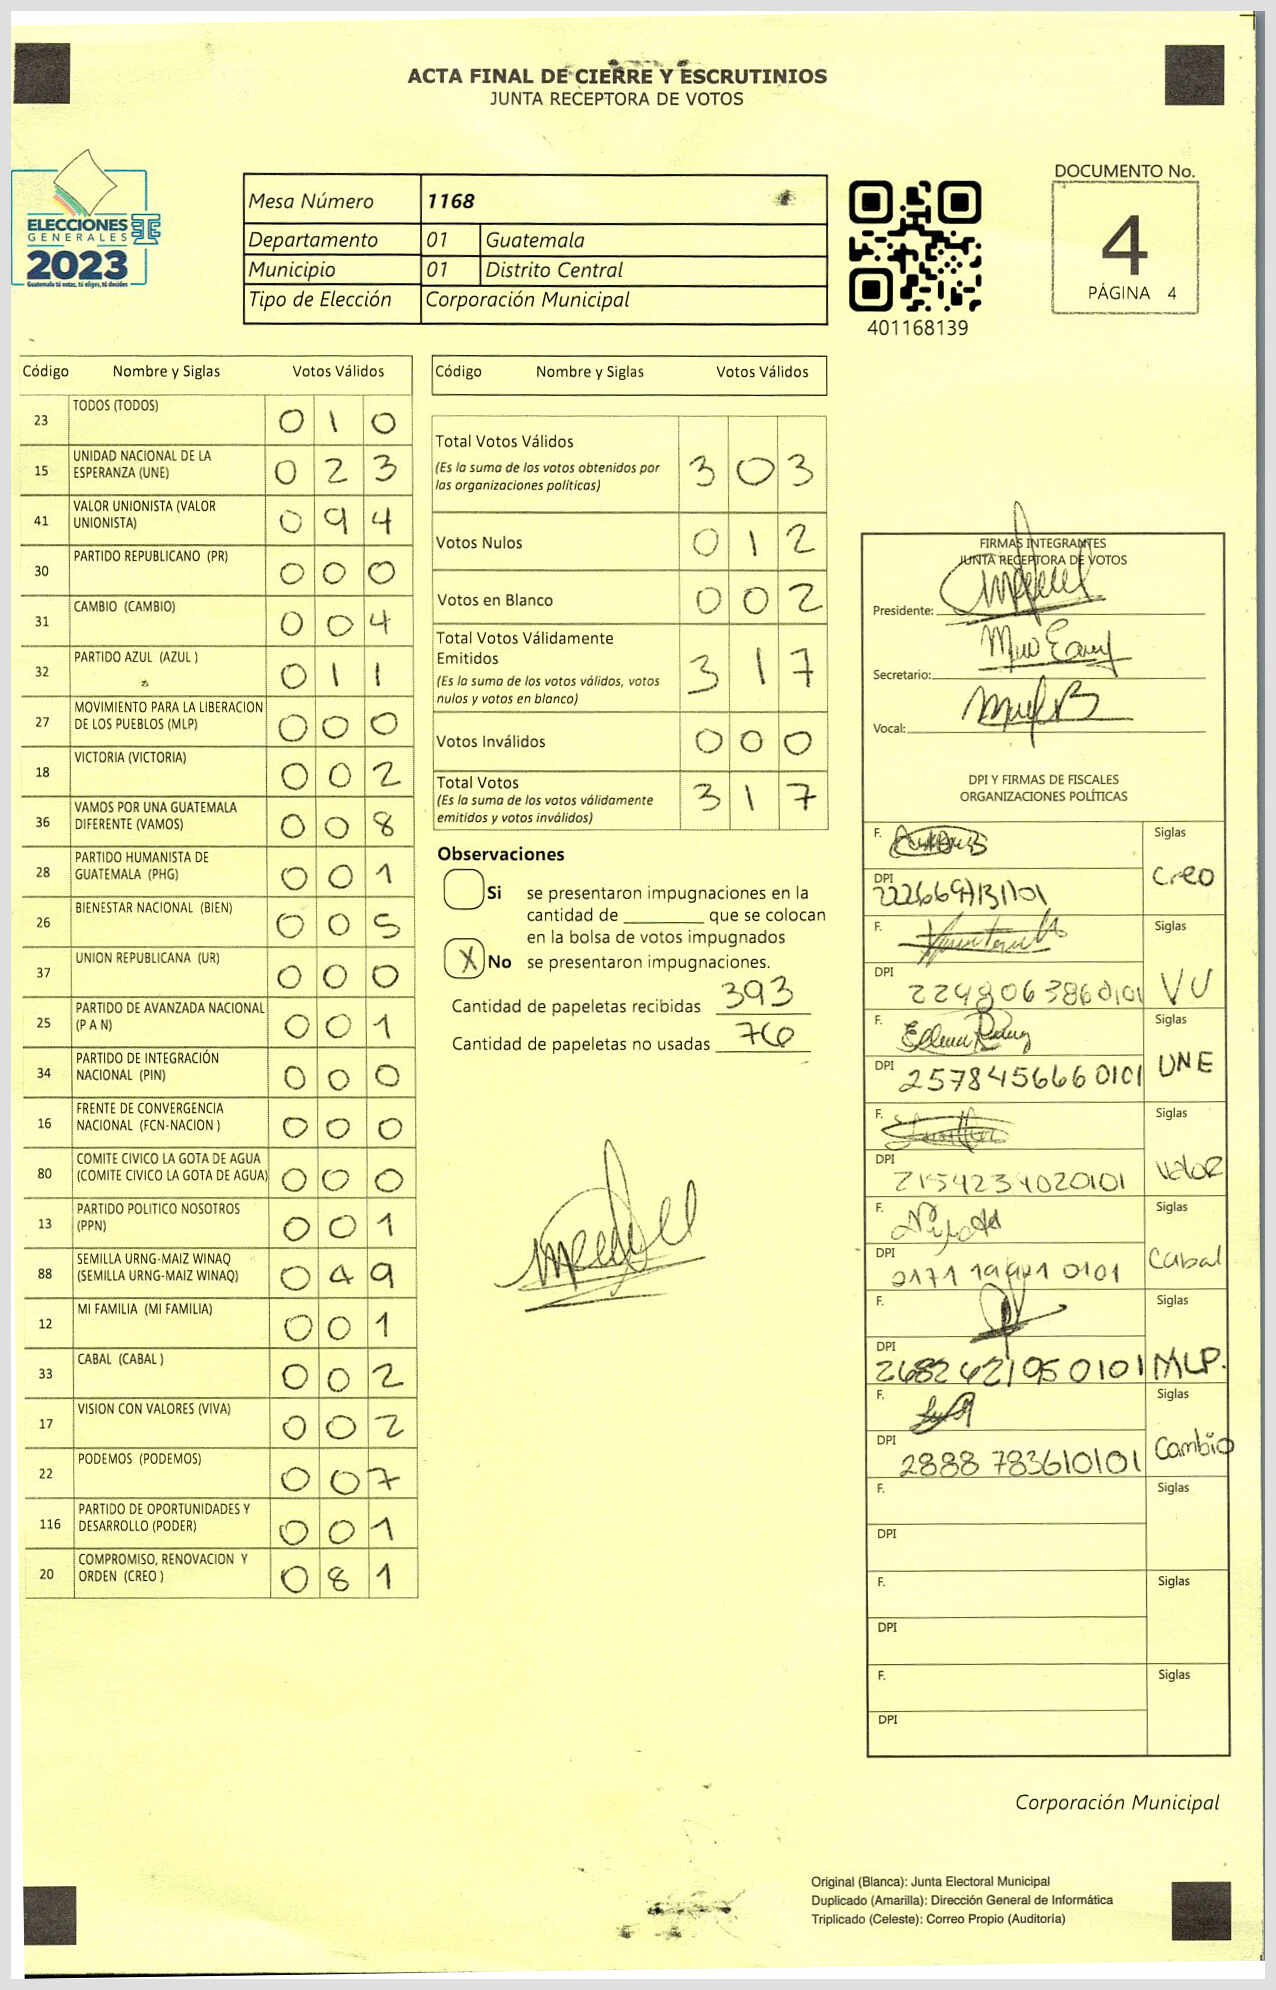 ACTA FINAL DE CIERRE Y ESCRUTINIOS
JUNTA RECEPTORA DE VOTOS
ELECCIONES
GENERALES
2023
Guatemala tú votas, tú eliges, tú decides
Mesa Número 1168
Departamento 01 Guatemala
Municipio 01 Distrito Central
Tipo de Elección Corporación Municipal
401168139
DOCUMENTO No.
4
PÁGINA 4
Código Nombre y Siglas Votos Válidos
23 TODOS (TODOS) 0 1 0
15 UNIDAD NACIONAL DE LA
ESPERANZA (UNE) 0 2 3
41 VALOR UNIONISTA (VALOR
UNIONISTA) 0 9 4
30 PARTIDO REPUBLICANO (PR) 0 0 0
31 CAMBIO (CAMBIO) 0 0 4
32 PARTIDO AZUL (AZUL ) 0 1 1
27 MOVIMIENTO PARA LA LIBERACION
DE LOS PUEBLOS (MLP) 0 0 0
18 VICTORIA (VICTORIA) 0 0 2
36 VAMOS POR UNA GUATEMALA
DIFERENTE (VAMOS) 0 0 8
28 PARTIDO HUMANISTA DE
GUATEMALA (PHG) 0 0 1
26 BIENESTAR NACIONAL (BIEN) 0 0 5
37 UNION REPUBLICANA (UR) 0 0 0
25 PARTIDO DE AVANZADA NACIONAL
(P A N) 0 0 1
34 PARTIDO DE INTEGRACIÓN
NACIONAL (PIN) 0 0 0
16 FRENTE DE CONVERGENCIA
NACIONAL (FCN-NACION ) 0 0 0
80 COMITE CIVICO LA GOTA DE AGUA
(COMITE CIVICO LA GOTA DE AGUA) 0 0 0
13 PARTIDO POLITICO NOSOTROS
(PPN) 0 0 1
88 SEMILLA URNG-MAIZ WINAQ
(SEMILLA URNG-MAIZ WINAQ) 0 4 9
12 MI FAMILIA (MI FAMILIA) 0 0 1
33 CABAL (CABAL ) 0 0 2
17 VISION CON VALORES (VIVA) 0 0 2
22 PODEMOS (PODEMOS) 0 0 7
116 PARTIDO DE OPORTUNIDADES Y
DESARROLLO (PODER) 0 0 1
20 COMPROMISO, RENOVACION Y
ORDEN (CREO ) 0 8 1
Código Nombre y Siglas Votos Válidos
Total Votos Válidos 3 0 3
(Es la suma de los votos obtenidos por
las organizaciones políticas)
Votos Nulos 0 1 2
Votos en Blanco 0 0 2
Total Votos Válidamente
Emitidos 3 1 7
(Es la suma de los votos válidos, votos
nulos y votos en blanco)
Votos Inválidos 0 0 0
Total Votos 3 1 7
(Es la suma de los votos válidamente
emitidos y votos inválidos)
Observaciones
Si se presentaron impugnaciones en la
cantidad de ________ que se colocan
en la bolsa de votos impugnados
X No se presentaron impugnaciones.
Cantidad de papeletas recibidas 393
Cantidad de papeletas no usadas 76
FIRMAS INTEGRANTES
JUNTA RECEPTORA DE VOTOS
Presidente:
Secretario:
Vocal:
DPI Y FIRMAS DE FISCALES
ORGANIZACIONES POLÍTICAS
F. Siglas
DPI Creo
F. Siglas
DPI 2248063860101 VU
F. Siglas
DPI 2578456660101 UNE
F. Siglas
DPI 2154234020101 Valor
F. Siglas
DPI Cabal
F. Siglas
DPI MLP.
F. Siglas
DPI 2888783610101 Cambio
F. Siglas
DPI
F. Siglas
DPI
F. Siglas
DPI
Corporación Municipal
Original (Blanca): Junta Electoral Municipal
Duplicado (Amarilla): Dirección General de Informática
Triplicado (Celeste): Correo Propio (Auditoría)